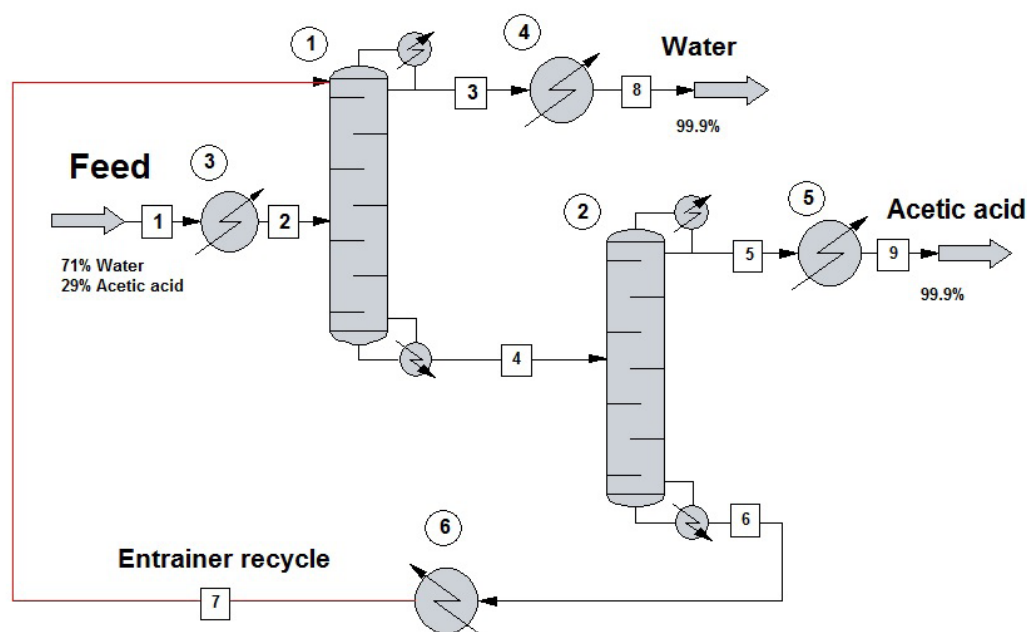 1
4
Water
3
8
99.9%
Feed
3
1
2
71% Water
29% Acetic acid
2
5
Acetic acid
5
9
99.9%
4
6
6
Entrainer recycle
7